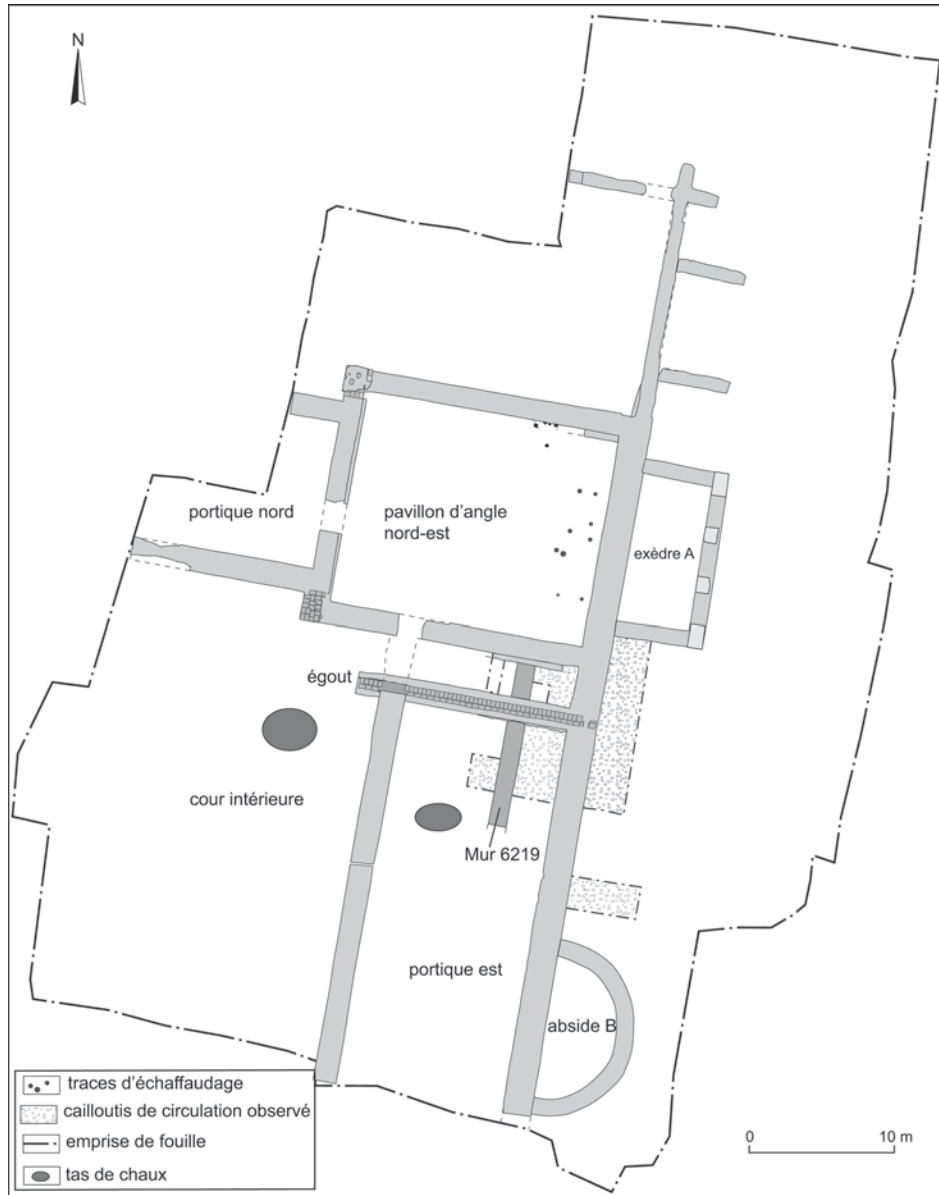 N
portique nord
pavillon d'angle
nord-est
exèdre A
égout
cour intérieure
Mur 6219
portique est
abside B
traces d'échaffaudage
cailloutis de circulation observé
emprise de fouille
tas de chaux
0 10 m